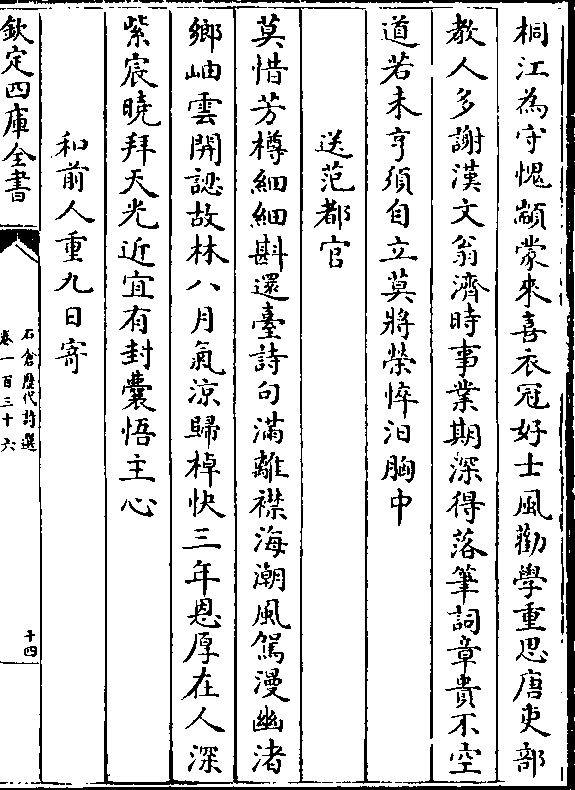 桐江為守愧顓蒙來喜衣冠好士風勸學重思唐吏部
教人多謝漢文翁濟時事業期深得落筆詞章貴不空
道若未亨須自立莫將榮悴汩胸中
送范都官
莫惜芳樽細細斟還臺詩句滿離襟海潮風駕漫幽渚
鄉岫雲開認故林八月氣涼歸棹快三年恩厚在人深
紫宸曉拜天光近宜有封囊悟主心
和前人重九日寄
欽定四庫全書
石倉歷代詩選
卷一百三十六
十四